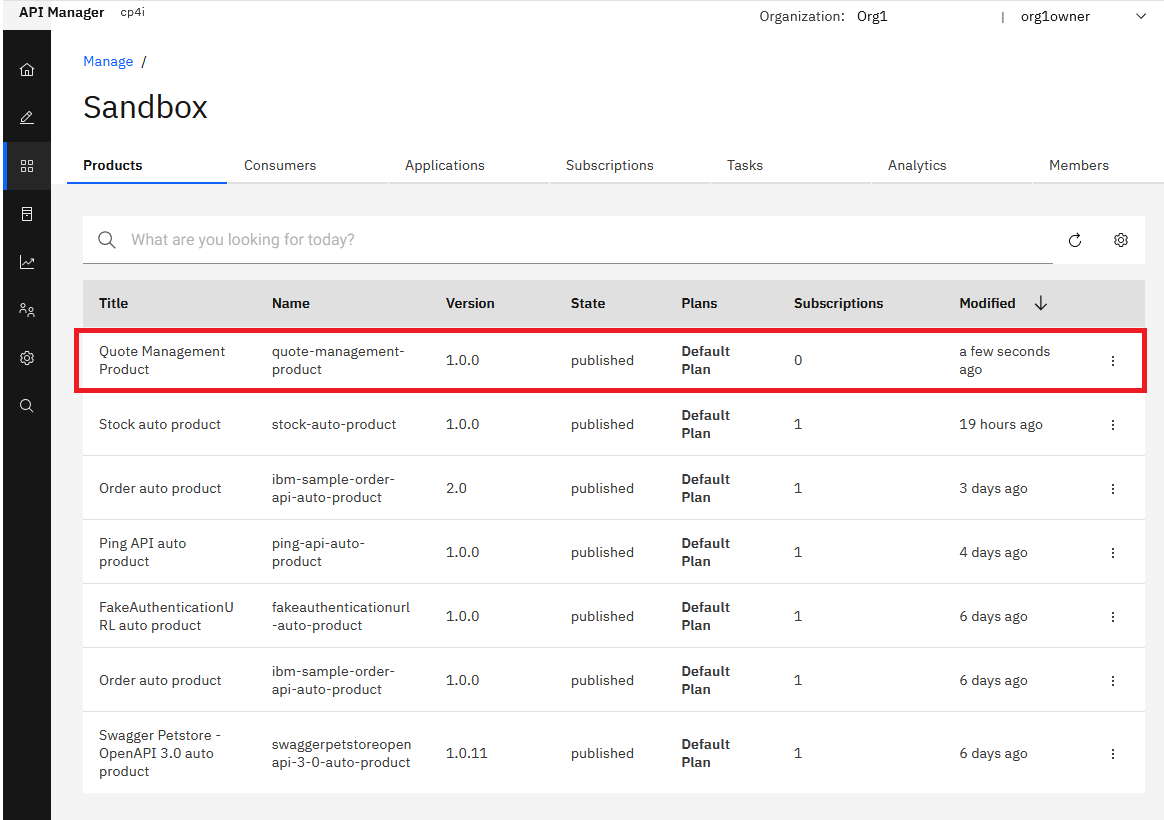 API Manager cp4i
Organization: Org1 | org1owner
Manage /
Sandbox
Products Consumers Applications Subscriptions Tasks Analytics Members
What are you looking for today?
Title Name Version State Plans Subscriptions Modified
Quote Management quote-management- Default a few seconds
1.0.0 published 0
Product product Plan ago
Default
Stock auto product stock-auto-product 1.0.0 published 1 19 hours ago
Plan
ibm-sample-order- Default
Order auto product 2.0 published 1 3 days ago
api-auto-product Plan
Ping API auto ping-api-auto- Default
1.0.0 published 1 4 days ago
product product Plan
FakeAuthenticationU fakeauthenticationurl Default
1.0.0 published 1 6 days ago
RL auto product -auto-product Plan
ibm-sample-order- Default
Order auto product 1.0.0 published 1 6 days ago
api-auto-product Plan
Swagger Petstore -
swaggerpetstoreopen Default
OpenAPI 3.0 auto 1.0.11 published 1 6 days ago
api-3-0-auto-product Plan
product